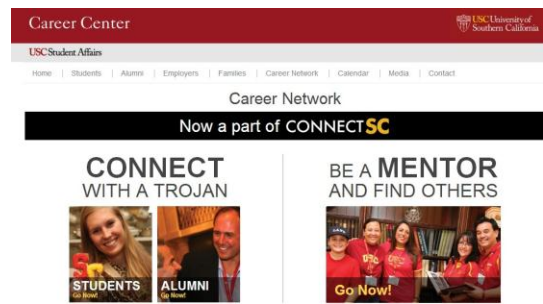 Career Center
USC University of
Southern California
USC Student Affairs
Home | Students | Alumni | Employers | Families | Career Network | Calendar | Media | Contact
Career Network
Now a part of CONNECTSC
CONNECT
WITH A TROJAN
BE A MENTOR
AND FIND OTHERS
STUDENTS
Go Now!
ALUMNI
Go Now!
Go Now!